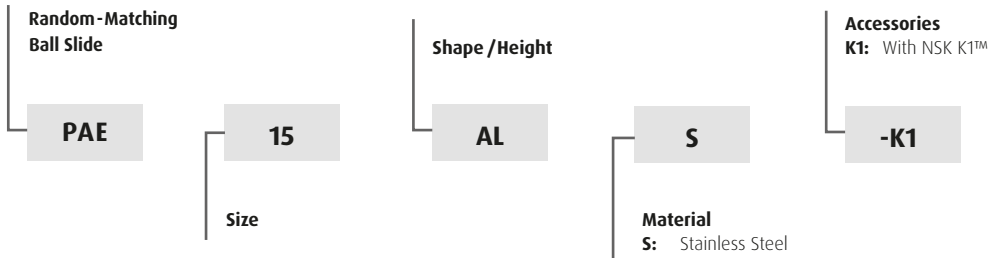 Random-Matching
Ball Slide
Shape/Height
Accessories
K1: With NSK K1™
PAE
15
AL
S
-K1
Size
Material
S: Stainless Steel